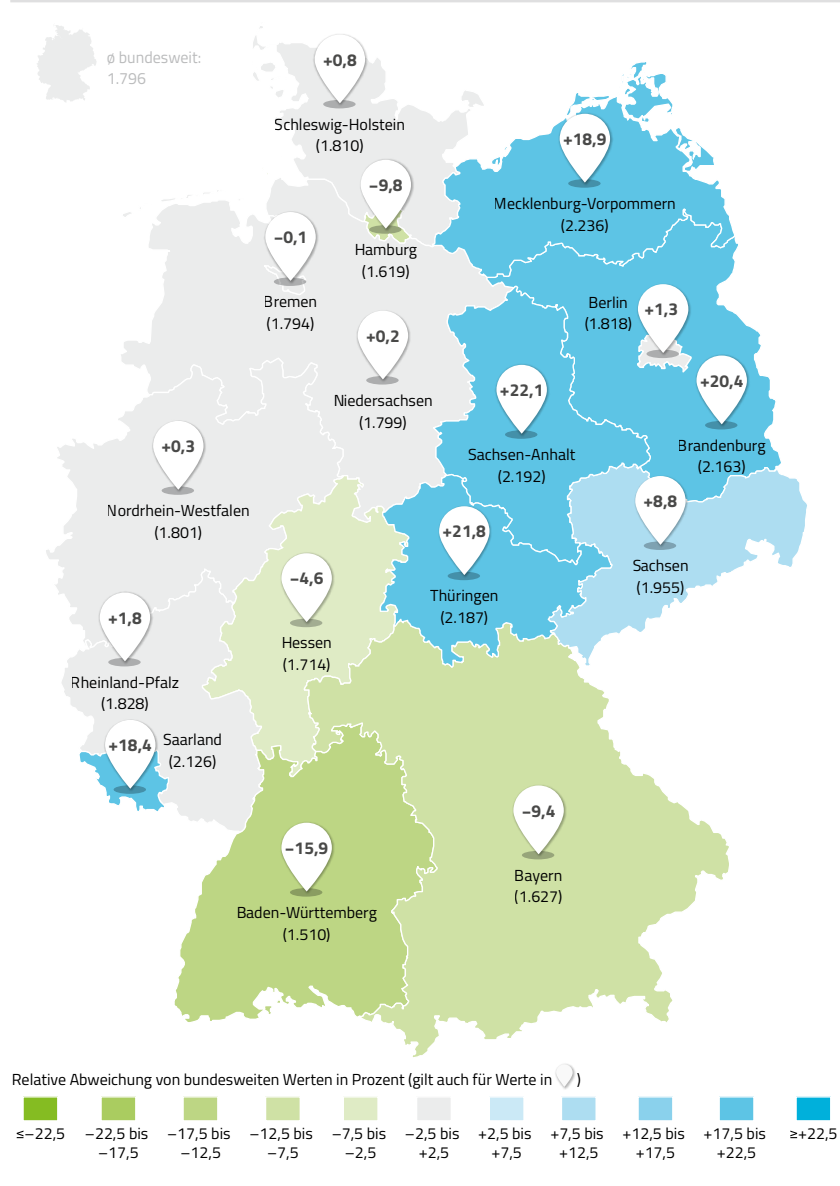 ø bundesweit:
1.796
+0,8
Schleswig-Holstein
(1.810)
+18,9
Mecklenburg-Vorpommern
(2.236)
−9,8
Hamburg
(1.619)
−0,1
Bremen
(1.794)
Berlin
(1.818)
+1,3
+0,2
Niedersachsen
(1.799)
+22,1
Sachsen-Anhalt
(2.192)
+20,4
Brandenburg
(2.163)
+0,3
Nordrhein-Westfalen
(1.801)
+8,8
Sachsen
(1.955)
+21,8
Thüringen
(2.187)
−4,6
Hessen
(1.714)
+1,8
Rheinland-Pfalz
(1.828)
+18,4
Saarland
(2.126)
−9,4
Bayern
(1.627)
−15,9
Baden-Württemberg
(1.510)
Relative Abweichung von bundesweiten Werten in Prozent (gilt auch für Werte in )
≤−22,5
−22,5 bis
−17,5
−17,5 bis
−12,5
−12,5 bis
−7,5
−7,5 bis
−2,5
−2,5 bis
+2,5
+2,5 bis
+7,5
+7,5 bis
+12,5
+12,5 bis
+17,5
+17,5 bis
+22,5
≥+22,5